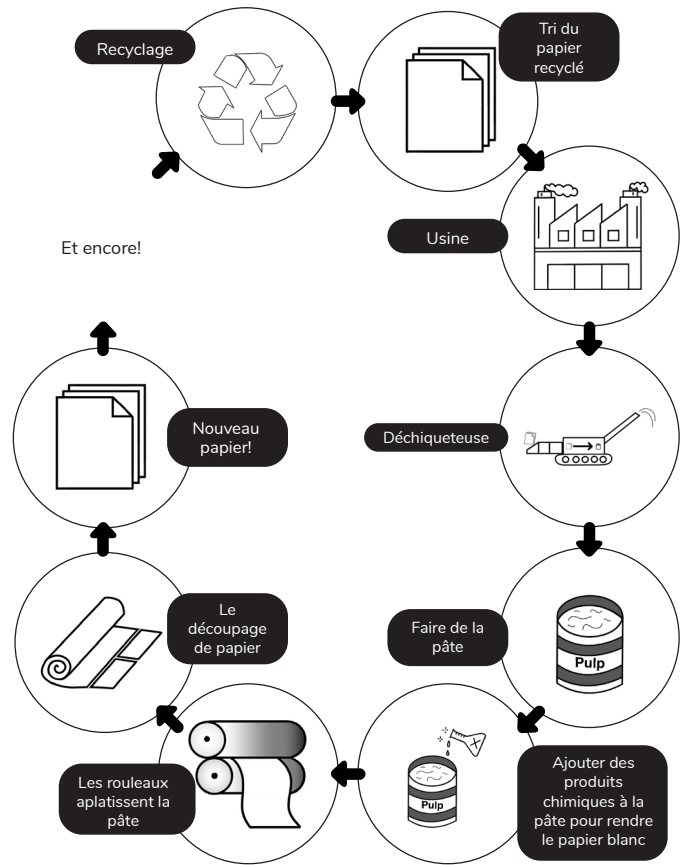 Recyclage
Tri du
papier
recyclé
Usine
Déchiqueteuse
Faire de la
pâte
Pulp
Ajouter des
produits
chimiques à la
pâte pour rendre
le papier blanc
Pulp
Les rouleaux
aplatissent la
pâte
Le
découpage
de papier
Nouveau
papier!
Et encore!